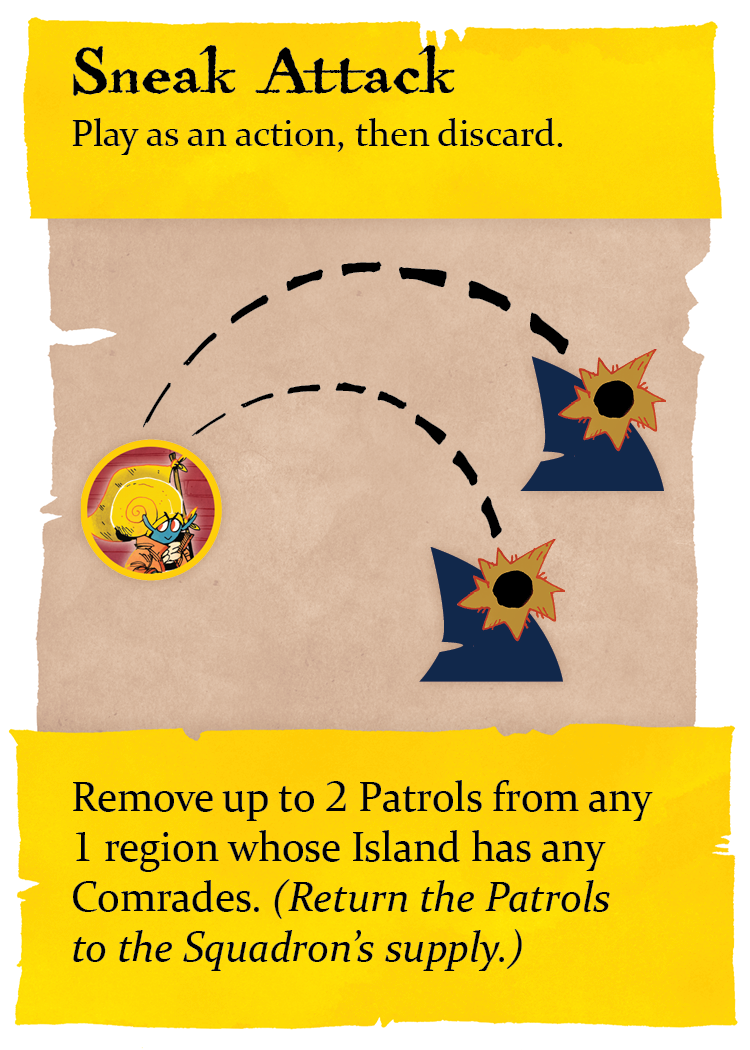 Sneak Attack
Play as an action, then discard.
Remove up to 2 Patrols from any
1 region whose Island has any
Comrades. (Return the Patrols
to the Squadron’s supply.)